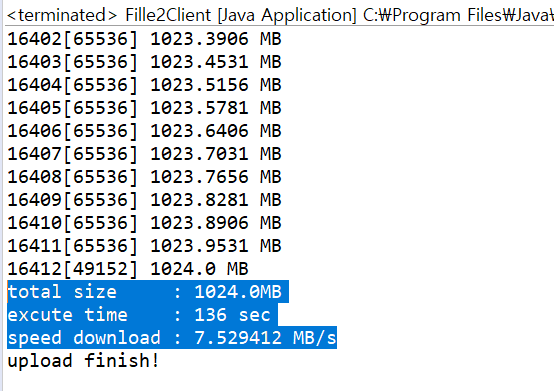 <terminated> Fille2Client [Java Application] C:₩Program Files₩Java₩
16402[65536] 1023.3906 MB
16403[65536] 1023.4531 MB
16404[65536] 1023.5156 MB
16405[65536] 1023.5781 MB
16406[65536] 1023.6406 MB
16407[65536] 1023.7031 MB
16408[65536] 1023.7656 MB
16409[65536] 1023.8281 MB
16410[65536] 1023.8906 MB
16411[65536] 1023.9531 MB
16412[49152] 1024.0 MB
total size     : 1024.0MB
excute time    : 136 sec
speed download : 7.529412 MB/s
upload finish!